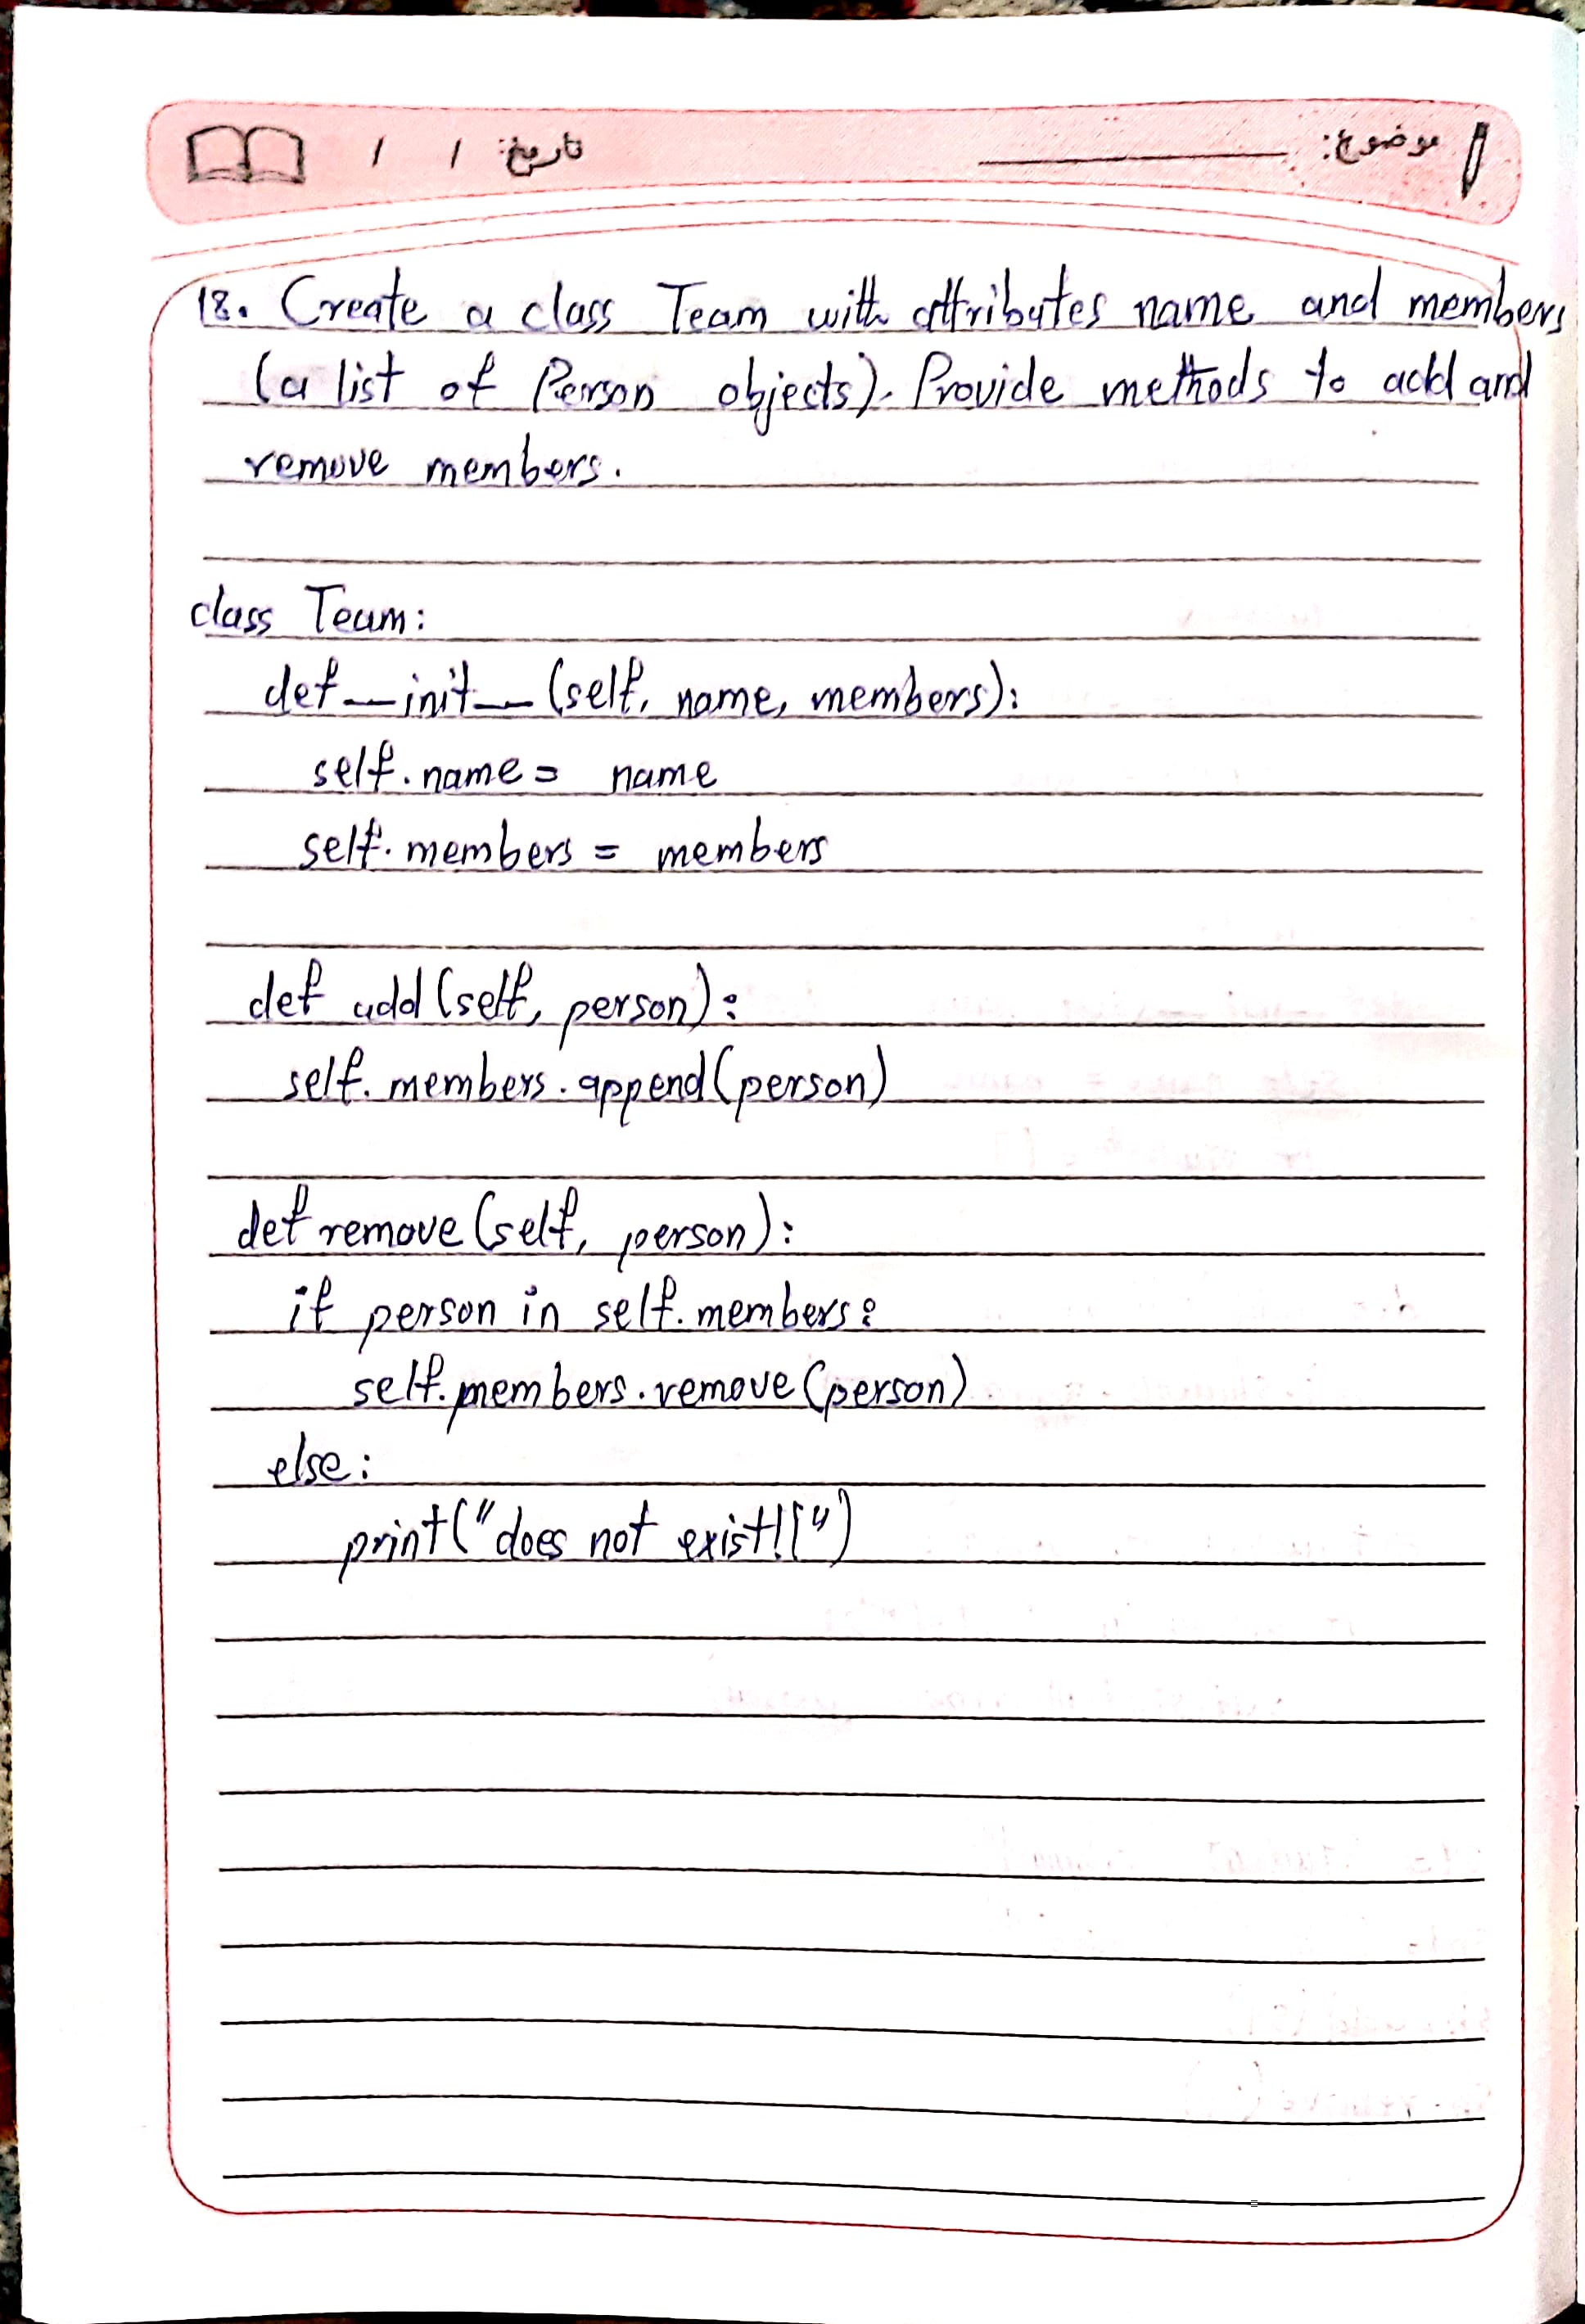 موضوع:
تاریخ: / /
18. Create a class Team with attributes name and members
(a list of Person objects). Provide methods to add and
remove members.
class Team:
def __init__(self, name, members):
self.name = name
self.members = members
def add(self, person):
self.members.append(person)
def remove(self, person):
if person in self.members:
self.members.remove(person)
else:
print("does not exist!!")